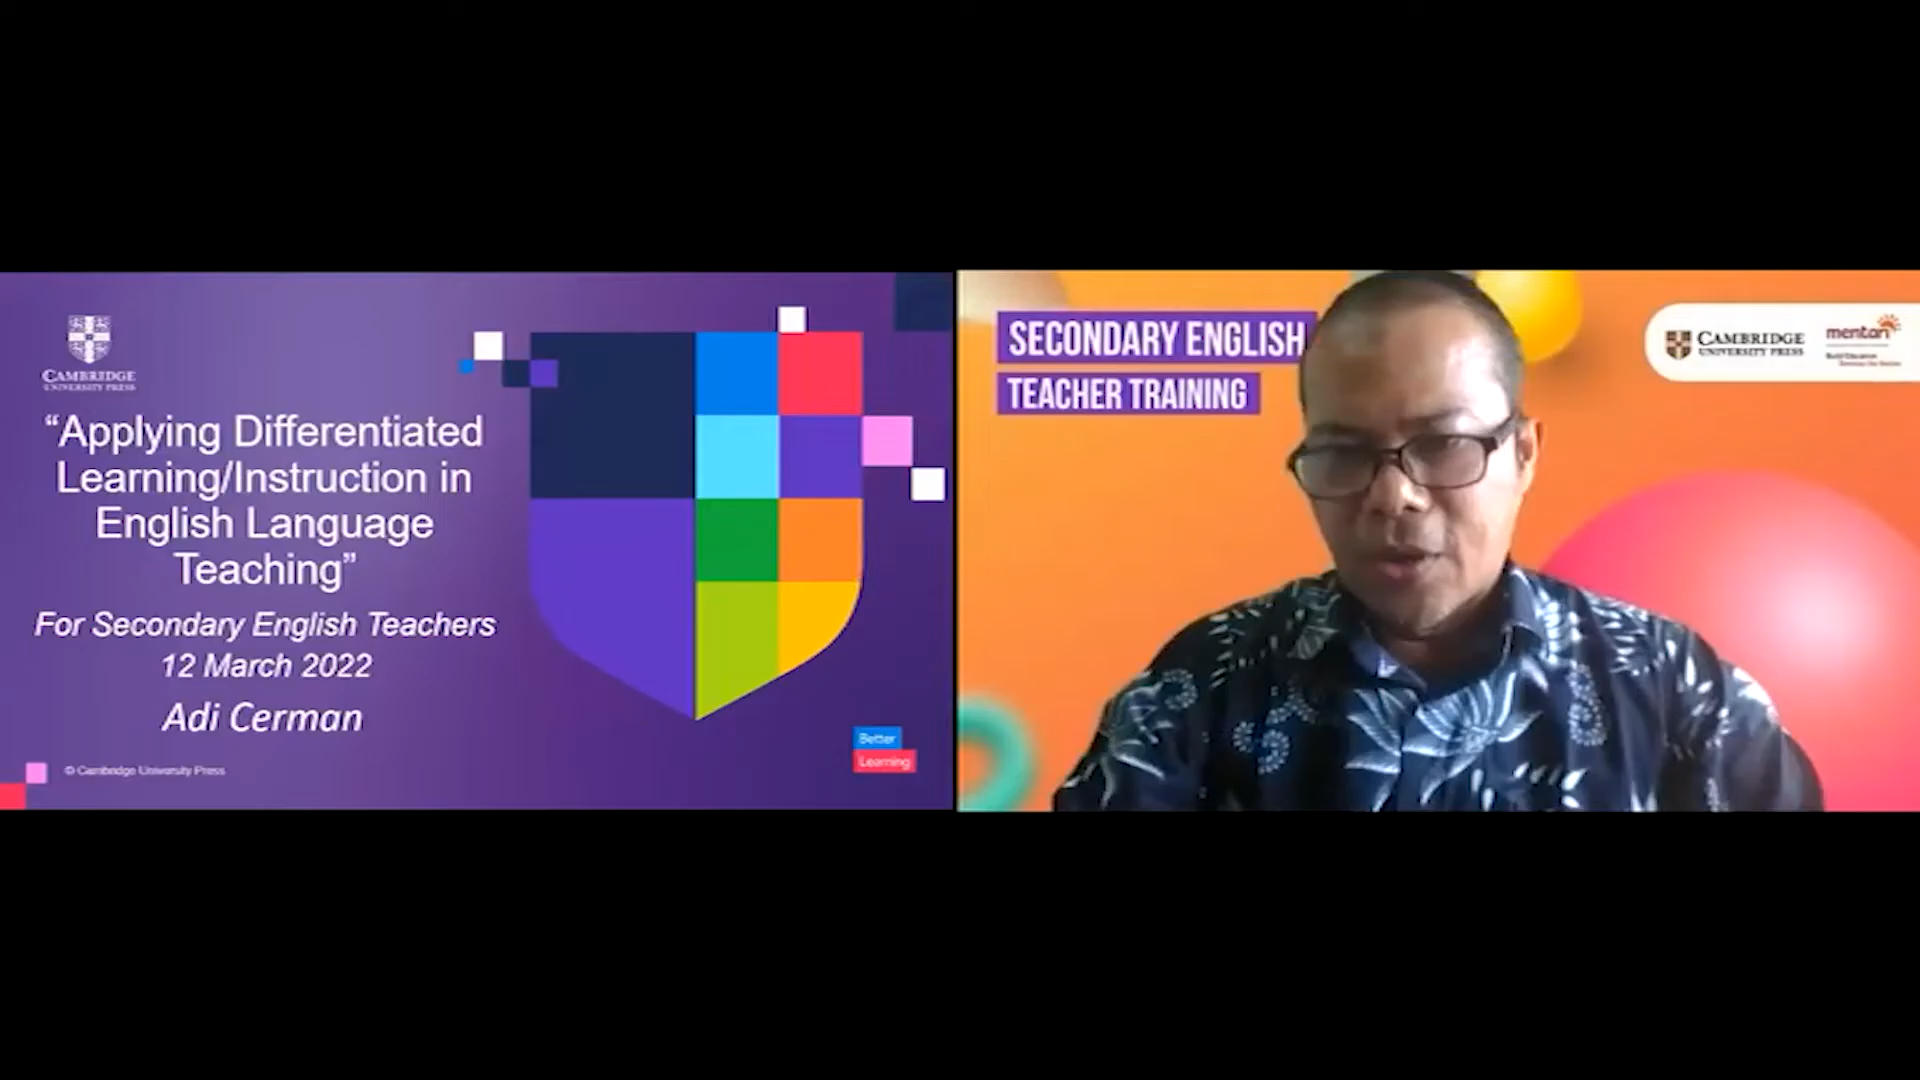 CAMBRIDGE
UNIVERSITY PRESS
“Applying Differentiated
Learning/Instruction in
English Language
Teaching”
For Secondary English Teachers
12 March 2022
Adi Cerman
© Cambridge University Press
Better
Learning
SECONDARY ENGLISH
TEACHER TRAINING
CAMBRIDGE
UNIVERSITY PRESS
mentari